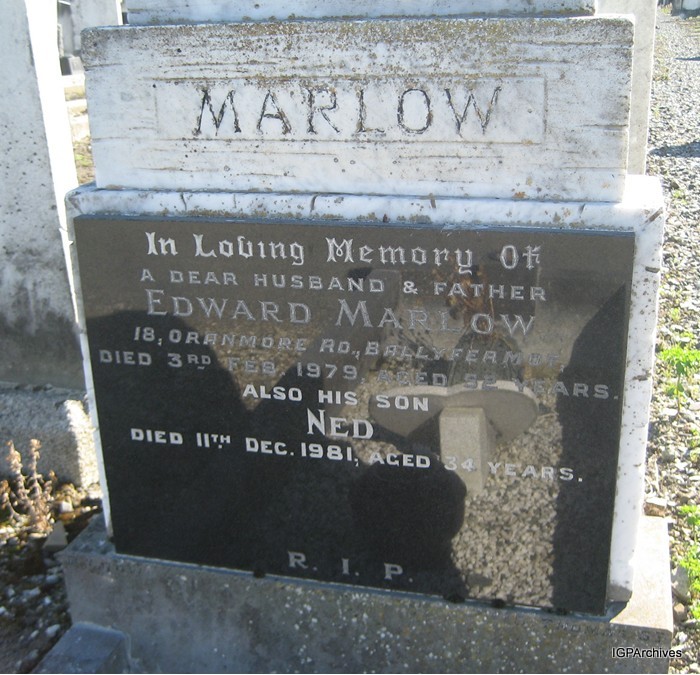 MARLOW
In Loving Memory Of
A DEAR HUSBAND & FATHER
EDWARD MARLOW
18, ORANMORE RD., BALLYFERMOT
DIED 3RD FEB 1979 AGED YEARS.
ALSO HIS SON
NED
DIED 11TH DEC. 1981, AGED 34 YEARS.
R. I. P.
IGPArchives